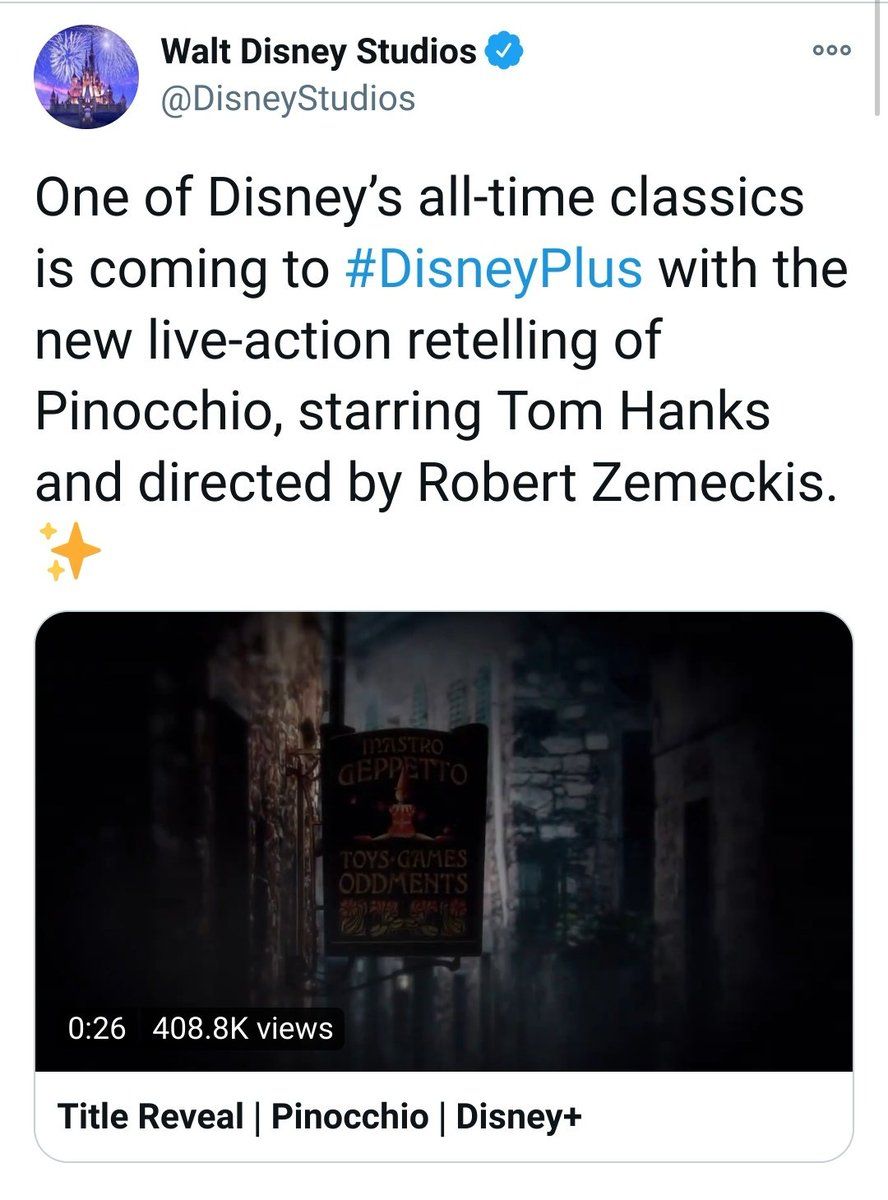 Walt Disney Studios
@DisneyStudios
One of Disney’s all-time classics
is coming to #DisneyPlus with the
new live-action retelling of
Pinocchio, starring Tom Hanks
and directed by Robert Zemeckis.
✨
MASTRO
GEPPETTO
TOYS·GAMES
ODDMENTS
0:26 408.8K views
Title Reveal | Pinocchio | Disney+